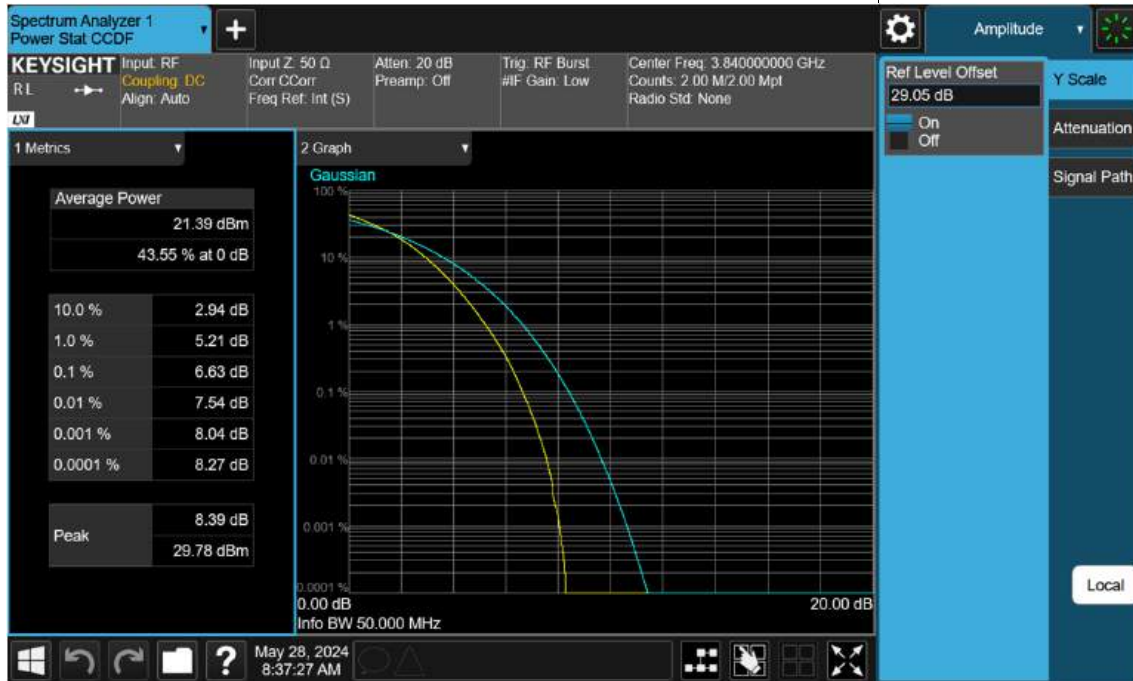 Spectrum Analyzer 1
Power Stat CCDF
Amplitude
KEYSIGHT
Input: RF
Input Z: 50 Ω
Atten: 20 dB
Trig: RF Burst
Center Freq: 3.840000000 GHz
RL
Coupling: DC
Corr CCorr
Preamp: Off
#IF Gain: Low
Counts: 2.00 M/2.00 Mpt
Align: Auto
Freq Ref: Int (S)
Radio Std: None
LXI
Ref Level Offset
29.05 dB
On
Off
Y Scale
Attenuation
Signal Path
Local
1 Metrics
Average Power
21.39 dBm
43.55 % at 0 dB
10.0 % 2.94 dB
1.0 % 5.21 dB
0.1 % 6.63 dB
0.01 % 7.54 dB
0.001 % 8.04 dB
0.0001 % 8.27 dB
Peak
8.39 dB
29.78 dBm
2 Graph
Gaussian
100 %
10 %
1 %
0.1 %
0.01 %
0.001 %
0.0001 %
0.00 dB
20.00 dB
Info BW 50.000 MHz
?
May 28, 2024
8:37:27 AM